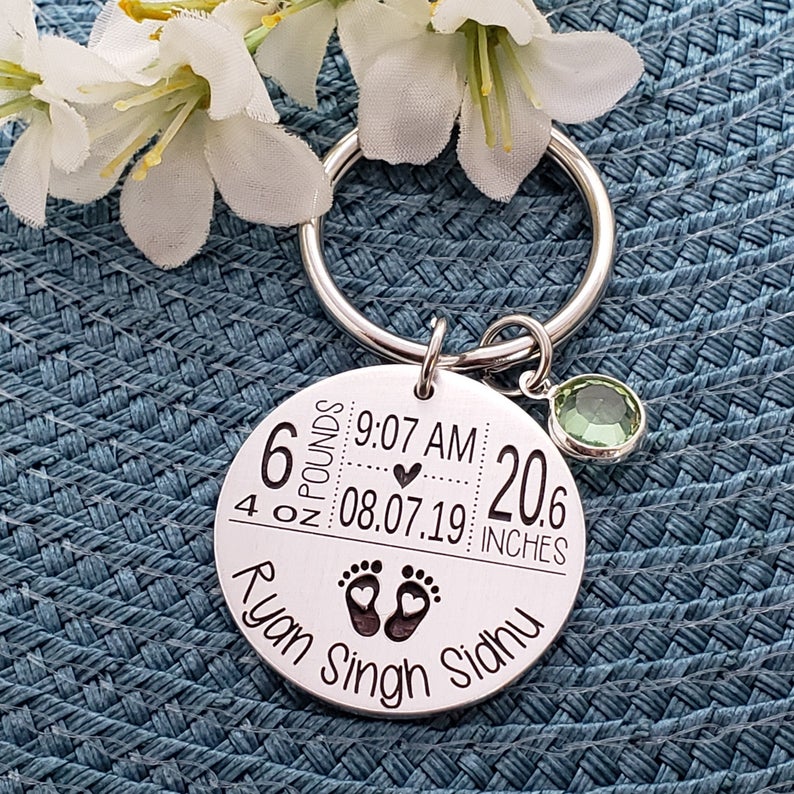 6 POUNDS
4 OZ
9:07 AM
08.07.19
20.6
INCHES
Ryan Singh Sidhu